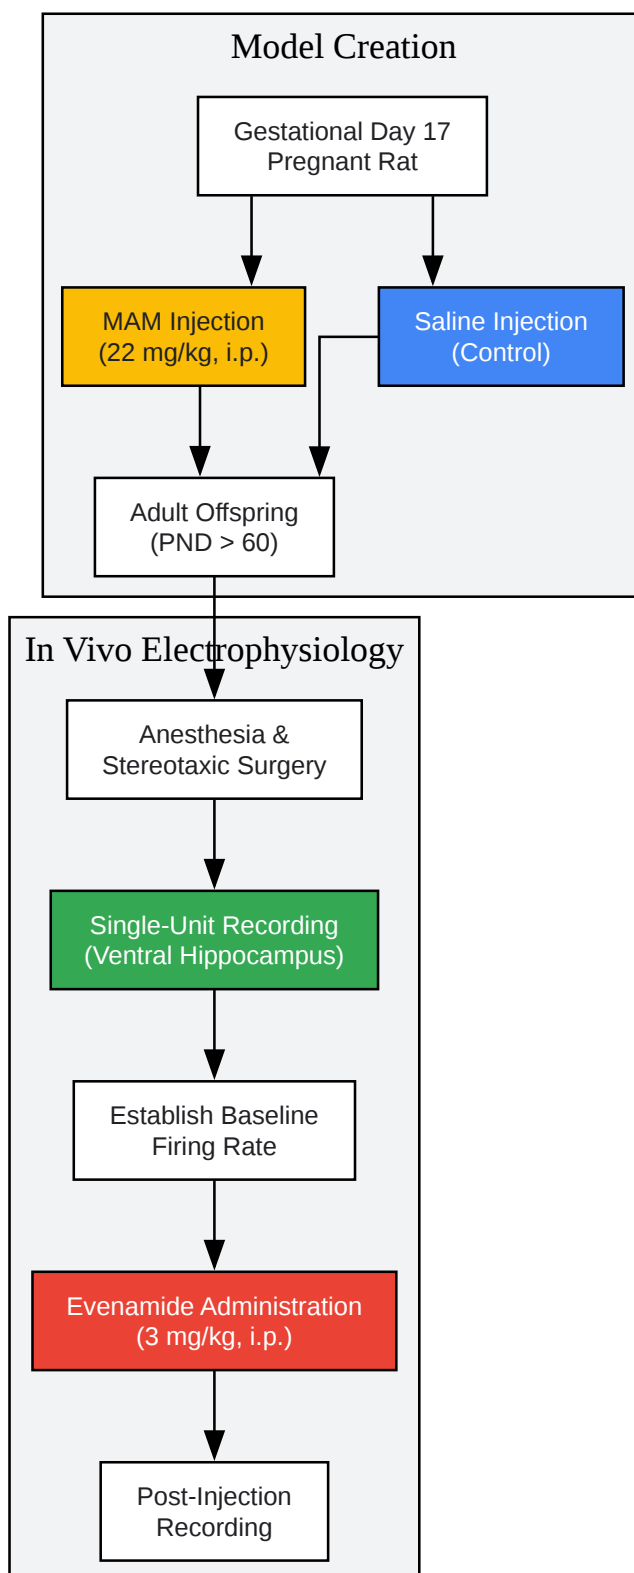 Model Creation
Gestational Day 17
Pregnant Rat
MAM Injection
(22 mg/kg, i.p.)
Saline Injection
(Control)
Adult Offspring
(PND > 60)
In Vivo Electrophysiology
Anesthesia &
Stereotaxic Surgery
Single-Unit Recording
(Ventral Hippocampus)
Establish Baseline
Firing Rate
Evenamide Administration
(3 mg/kg, i.p.)
Post-Injection
Recording